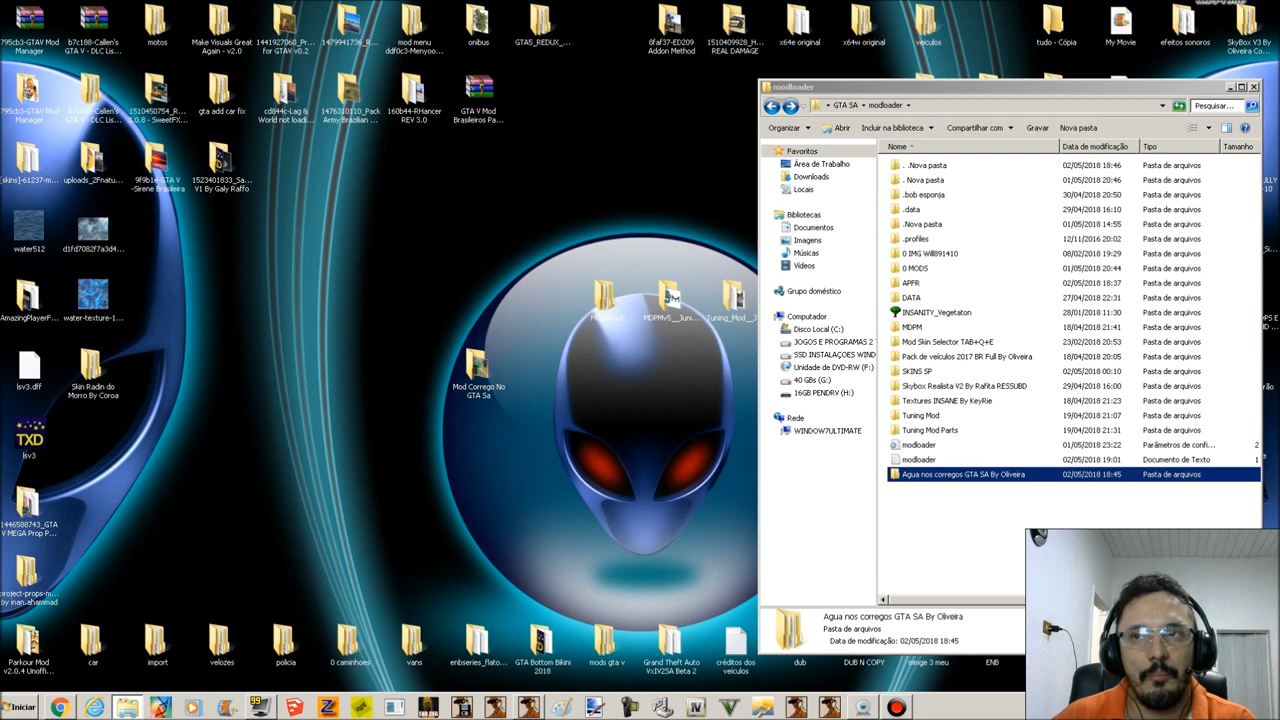 795cb3-GTAV Mod Manager
b7c188-Callen's GTA V - DLC Lis...
motos
Make Visuals Great Again - v2.0
1441927060_Pr... for GTAV v0.2
1479941736_R...
mod menu ddf0c3-Menyoo...
onibus
GTA5_REDUX_...
8faf37-ED209 Addon Method
1510409928_H... REAL DAMAGE
x64e original
x64w original
veiculos
tudo - Cópia
My Movie
efeitos sonoros
SkyBox V3 By Oliveira Co...
795cb3-GTAV Mod Manager
b7c188-Callen's GTA V - DLC Lis...
1510450754_R... 3.0.8 - SweetFX...
gta add car fix
cd044c-Lag & World not loadi...
1476310110_Pack Army Brazilian ...
160b44-RHancer REV 3.0
GTA V Mod Brasileiros Pa...
[skins]-61237-m...
uploads_2Fnatu...
9f9b1e-GTA V -Sirene Brasileira
1523401833_Sa... V1 By Galy Raffo
water512
d1fd7082f7a3d4...
AmazingPlayerF...
water-texture-1...
MDPMv5__Juni...
Tuning_Mod__J...
lsv3.dff
Skin Radin do Morro By Coroa
Mod Corrego No GTA Sa
TXD
lsv3
1446588743_GTA V MEGA Prop P...
project-props-m... by inan.ahammad
Parkour Mod v2.0.4 Unoffi...
car
import
velozes
policia
0 caminhoes
vans
enbseries_flato...
GTA Bottom Bikini 2018
mods gta v
Grand Theft Auto VxIV2SA Beta 2
créditos dos veículos
dub
DUB N COPY
ENB
modloader
GTA SA
modloader
Pesquisar...
Organizar
Abrir
Incluir na biblioteca
Compartilhar com
Gravar
Nova pasta
Favoritos
Área de Trabalho
Downloads
Locais
Bibliotecas
Documentos
Imagens
Músicas
Vídeos
Grupo doméstico
Computador
Disco Local (C:)
JOGOS E PROGRAMAS 2
SSD INSTALAÇOES WIND
Unidade de DVD-RW (F:)
40 GBs (G:)
16GB PENDRV (H:)
Rede
WINDOW7ULTIMATE
Nome Data de modificação Tipo Tamanho
. .Nova pasta 02/05/2018 18:46 Pasta de arquivos
. Nova pasta 01/05/2018 20:46 Pasta de arquivos
.bob esponja 30/04/2018 20:50 Pasta de arquivos
.data 29/04/2018 16:10 Pasta de arquivos
.Nova pasta 01/05/2018 14:55 Pasta de arquivos
.profiles 12/11/2016 20:02 Pasta de arquivos
0 IMG Will891410 08/02/2018 19:29 Pasta de arquivos
0 MODS 01/05/2018 20:44 Pasta de arquivos
APFR 02/05/2018 18:37 Pasta de arquivos
DATA 27/04/2018 22:31 Pasta de arquivos
INSANITY_Vegetaton 28/01/2018 11:30 Pasta de arquivos
MDPM 18/04/2018 21:41 Pasta de arquivos
Mod Skin Selector TAB+Q+E 23/02/2018 20:53 Pasta de arquivos
Pack de veículos 2017 BR Full By Oliveira 18/04/2018 20:05 Pasta de arquivos
SKINS SP 02/05/2018 00:10 Pasta de arquivos
Skybox Realista V2 By Rafita RESSUBD 29/04/2018 16:00 Pasta de arquivos
Textures INSANE By KeyRie 18/04/2018 21:23 Pasta de arquivos
Tuning Mod 19/04/2018 21:07 Pasta de arquivos
Tuning Mod Parts 19/04/2018 21:31 Pasta de arquivos
modloader 01/05/2018 23:22 Parâmetros de confi... 2
modloader 02/05/2018 19:01 Documento de Texto 1
Agua nos corregos GTA SA By Oliveira 02/05/2018 18:45 Pasta de arquivos
Agua nos corregos GTA SA By Oliveira
Pasta de arquivos
Data de modificação: 02/05/2018 18:45
Iniciar
99